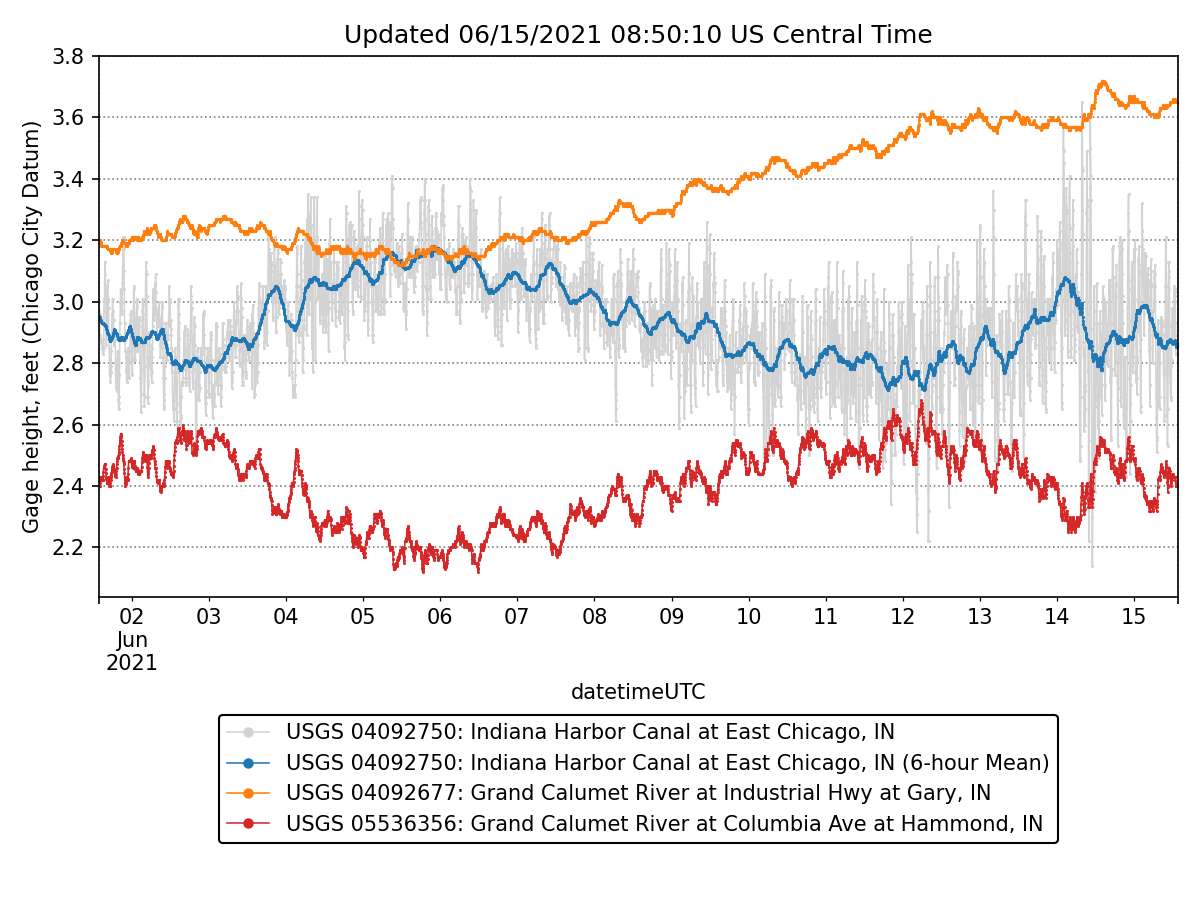 Updated 06/15/2021 08:50:10 US Central Time
Gage height, feet (Chicago City Datum)
3.8
3.6
3.4
3.2
3.0
2.8
2.6
2.4
2.2
02 03 04 05 06 07 08 09 10 11 12 13 14 15
Jun
2021
datetimeUTC
USGS 04092750: Indiana Harbor Canal at East Chicago, IN
USGS 04092750: Indiana Harbor Canal at East Chicago, IN (6-hour Mean)
USGS 04092677: Grand Calumet River at Industrial Hwy at Gary, IN
USGS 05536356: Grand Calumet River at Columbia Ave at Hammond, IN